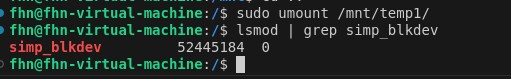 fhn@fhn-virtual-machine:/$ sudo umount /mnt/temp1/
fhn@fhn-virtual-machine:/$ lsmod | grep simp_blkdev
simp_blkdev 52445184 0
fhn@fhn-virtual-machine:/$